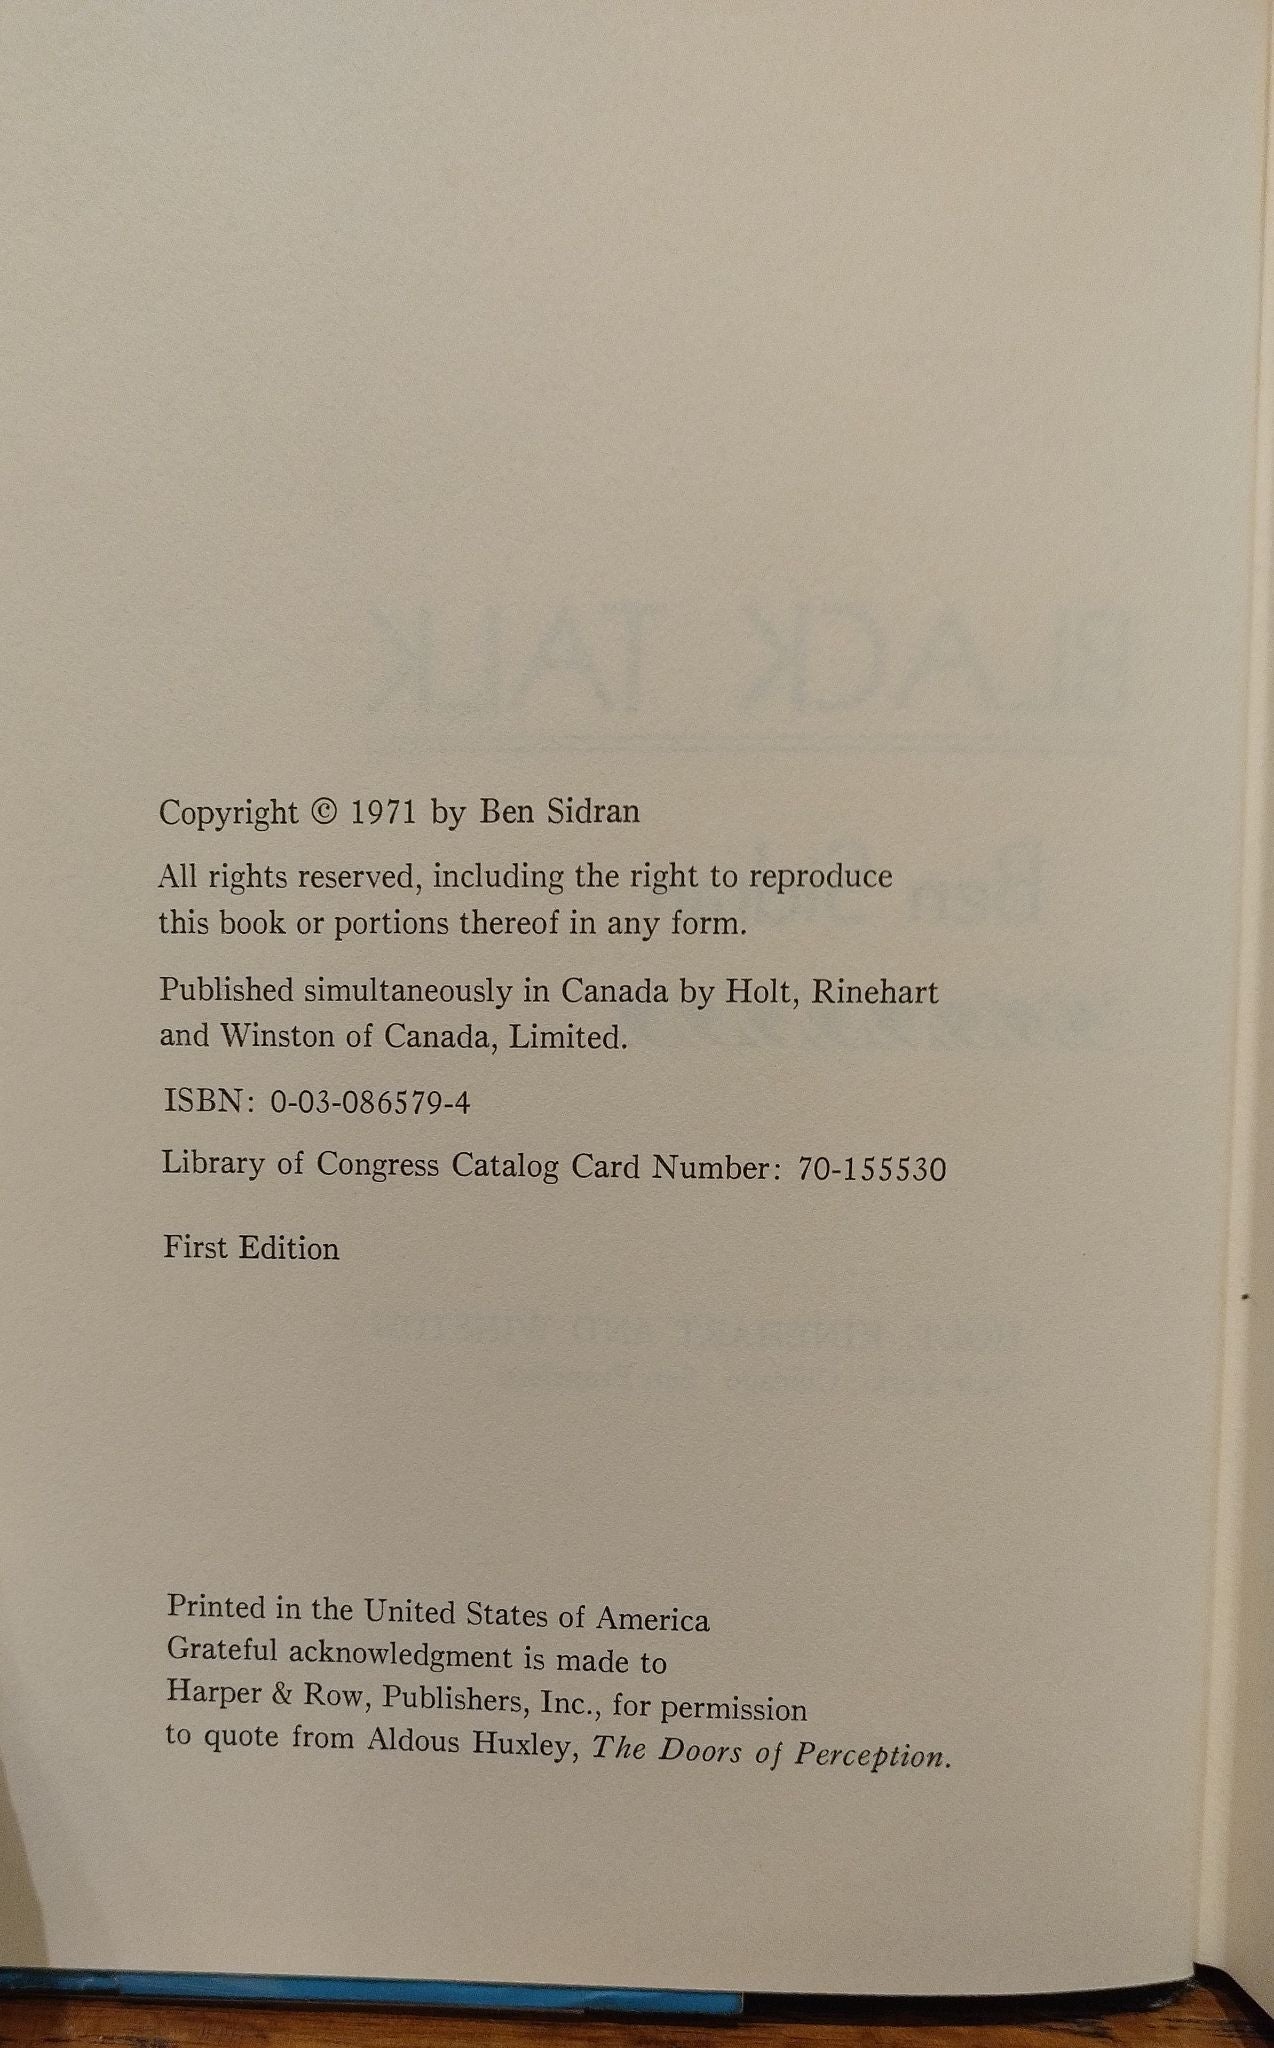 BLACK TALK
Copyright © 1971 by Ben Sidran
All rights reserved, including the right to reproduce
this book or portions thereof in any form.
Published simultaneously in Canada by Holt, Rinehart
and Winston of Canada, Limited.
ISBN: 0-03-086579-4
Library of Congress Catalog Card Number: 70-155530
First Edition
Printed in the United States of America
Grateful acknowledgment is made to
Harper & Row, Publishers, Inc., for permission
to quote from Aldous Huxley, The Doors of Perception.